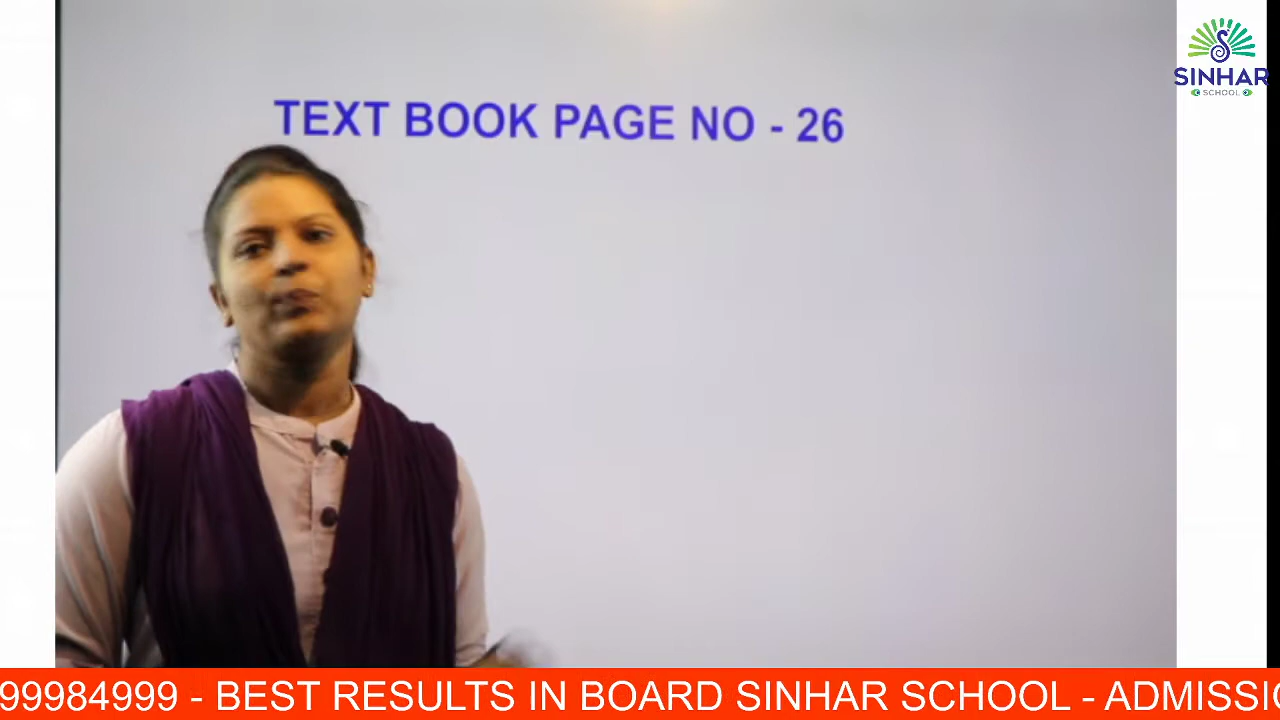 TEXT BOOK PAGE NO - 26
SINHAR
SCHOOL
99984999 - BEST RESULTS IN BOARD SINHAR SCHOOL - ADMISSIO